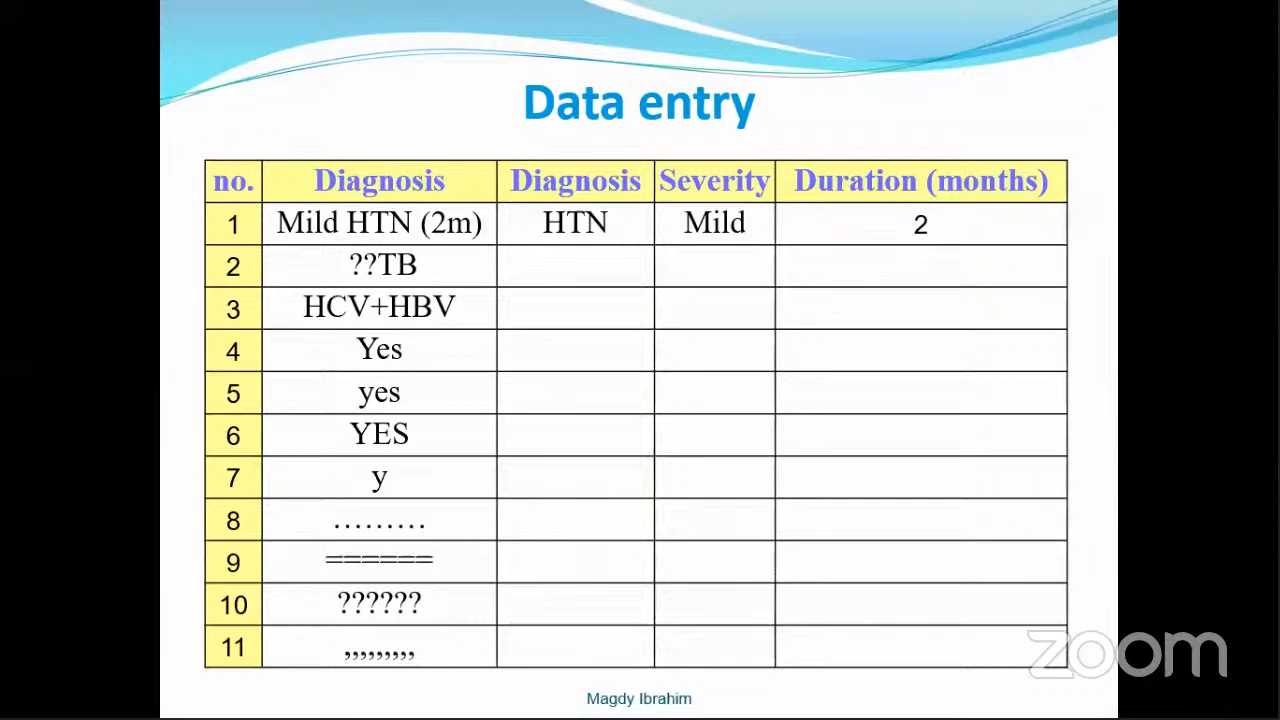 Data entry
no. Diagnosis Diagnosis Severity Duration (months)
1 Mild HTN (2m) HTN Mild 2
2 ??TB
3 HCV+HBV
4 Yes
5 yes
6 YES
7 y
8 ………
9 ======
10 ??????
11 ,,,,,,,,,
zoom
Magdy Ibrahim